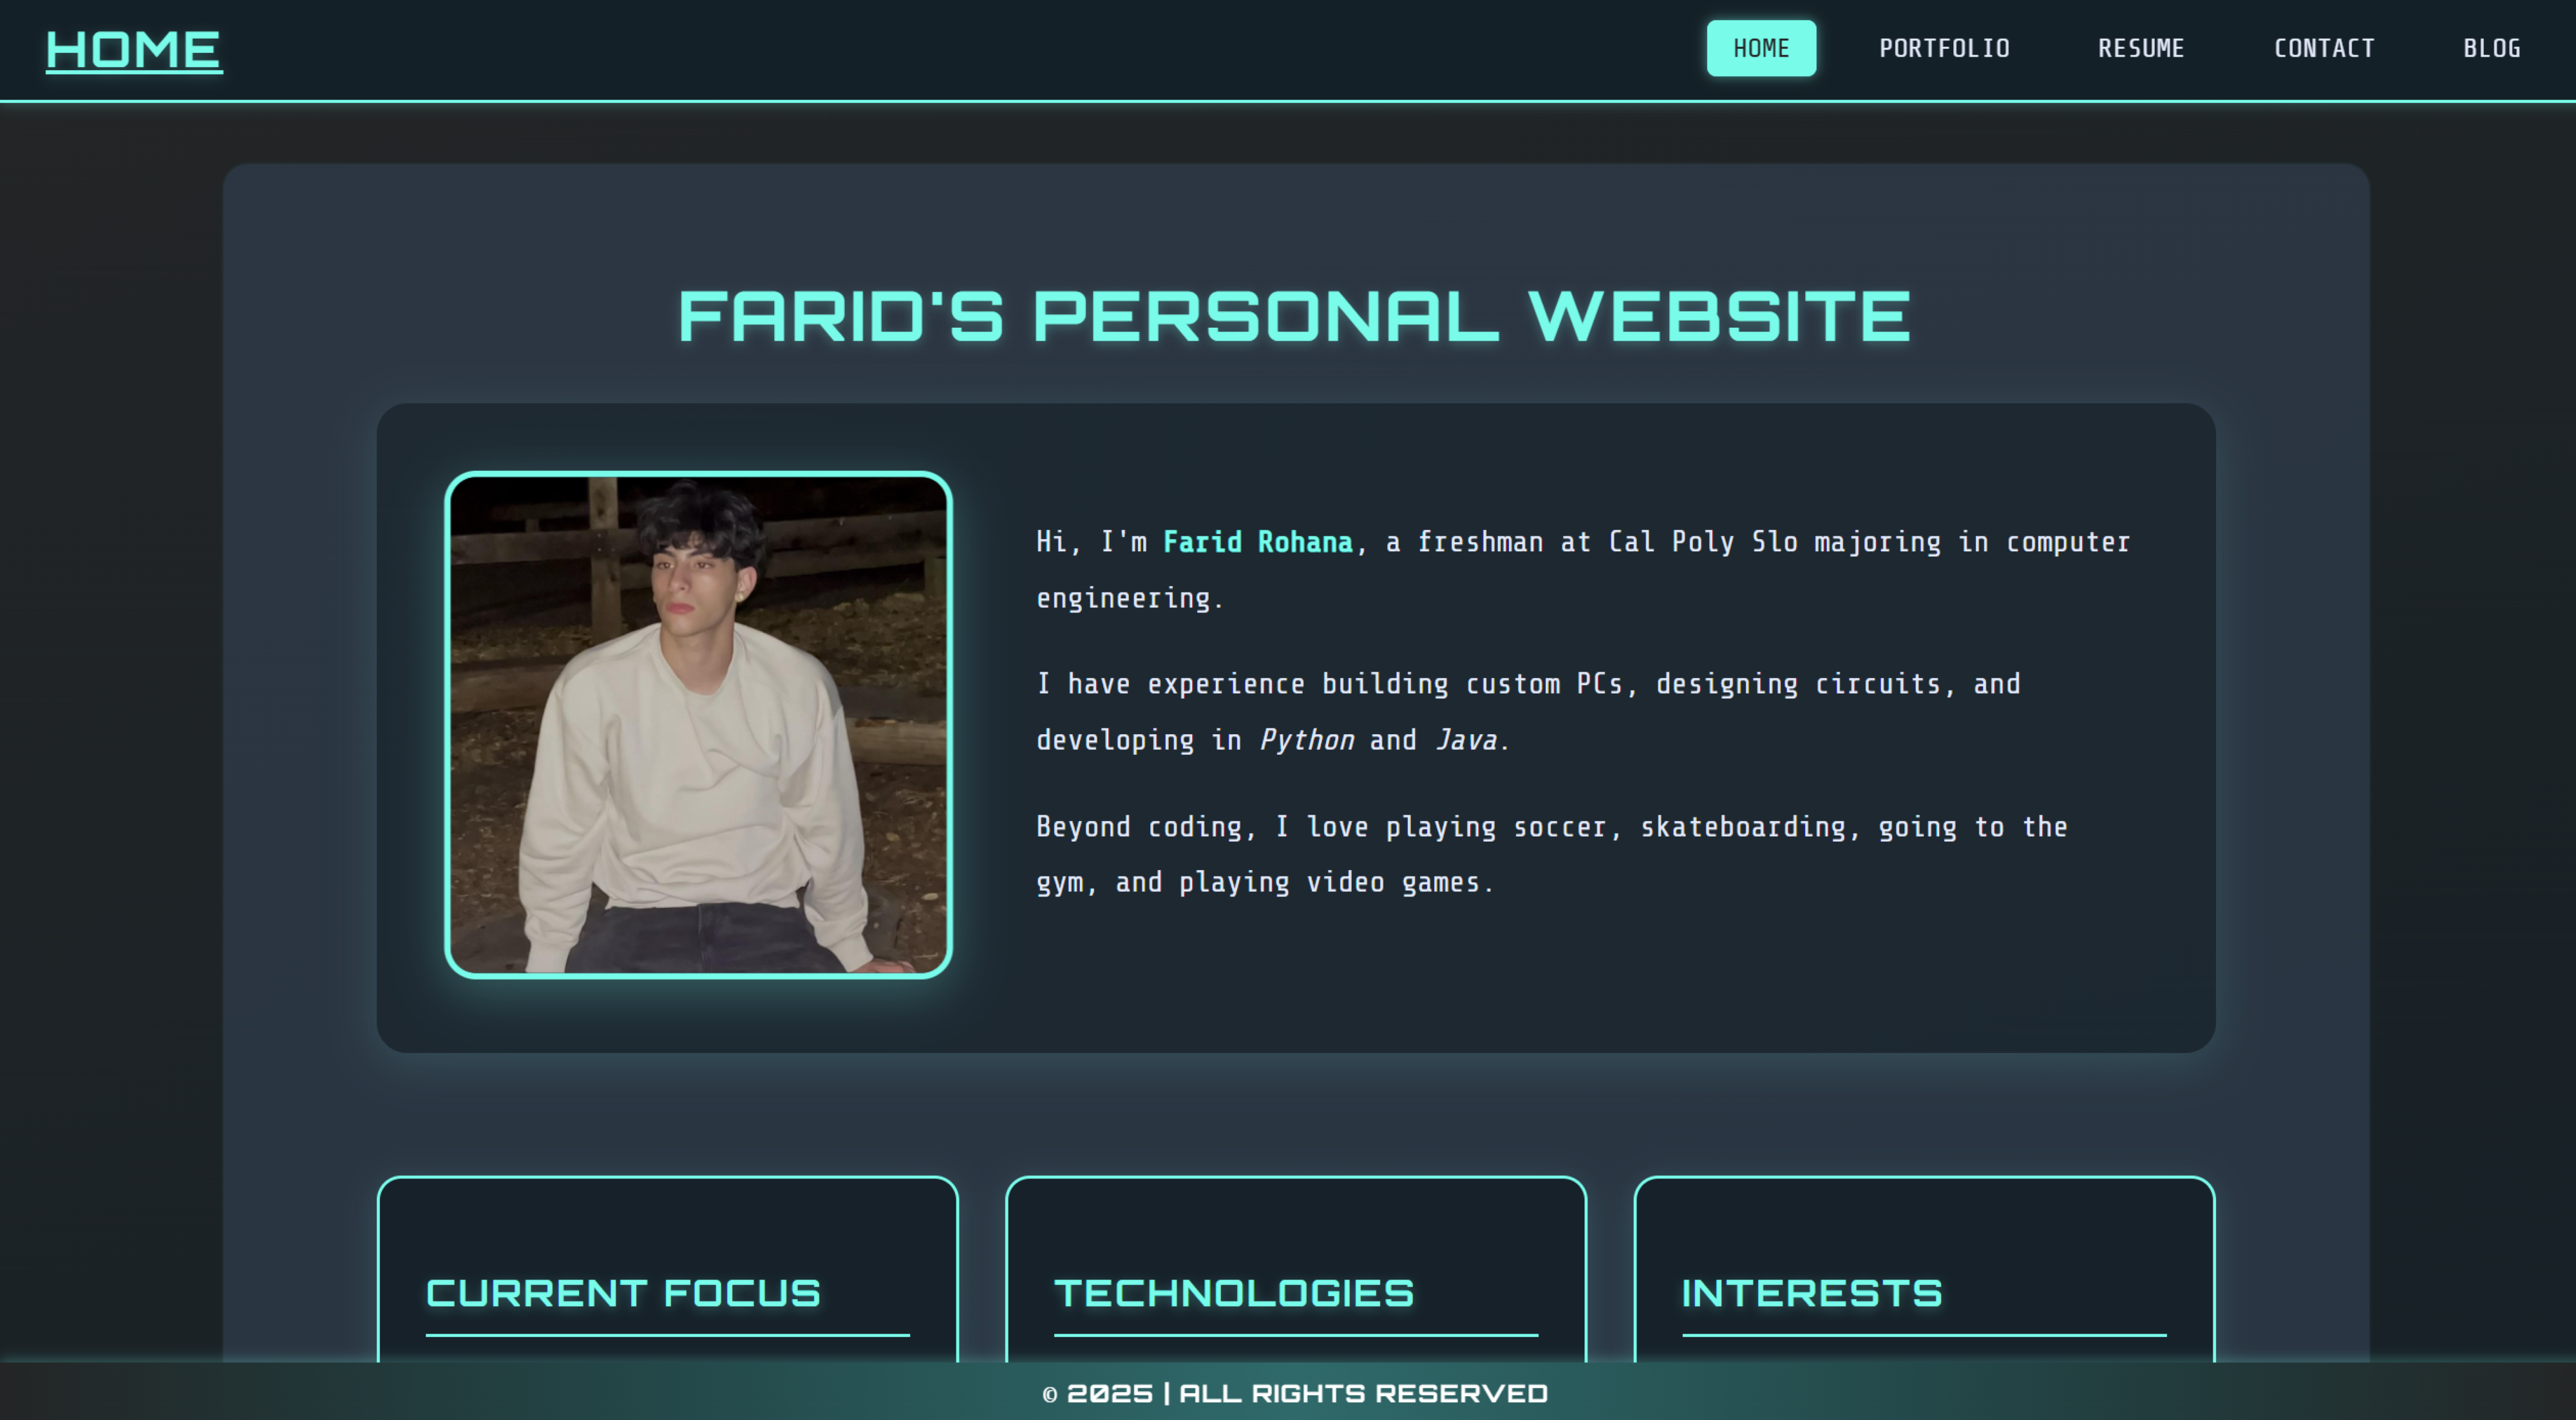 HOME
HOME PORTFOLIO RESUME CONTACT BLOG
FARID'S PERSONAL WEBSITE
Hi, I'm Farid Rohana, a freshman at Cal Poly Slo majoring in computer
engineering.
I have experience building custom PCs, designing circuits, and
developing in Python and Java.
Beyond coding, I love playing soccer, skateboarding, going to the
gym, and playing video games.
CURRENT FOCUS
TECHNOLOGIES
INTERESTS
© 2025 | ALL RIGHTS RESERVED